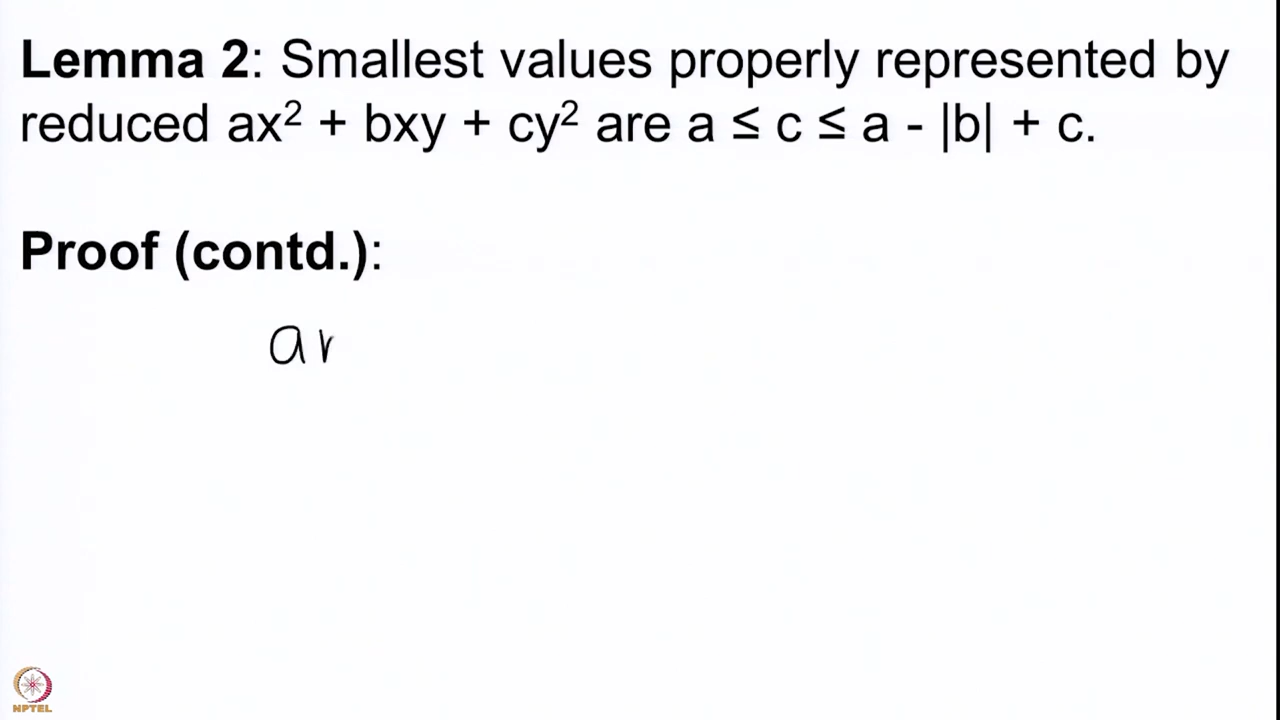 Lemma 2: Smallest values properly represented by
reduced ax² + bxy + cy² are a ≤ c ≤ a - |b| + c.
Proof (contd.):
ar
NPTEL